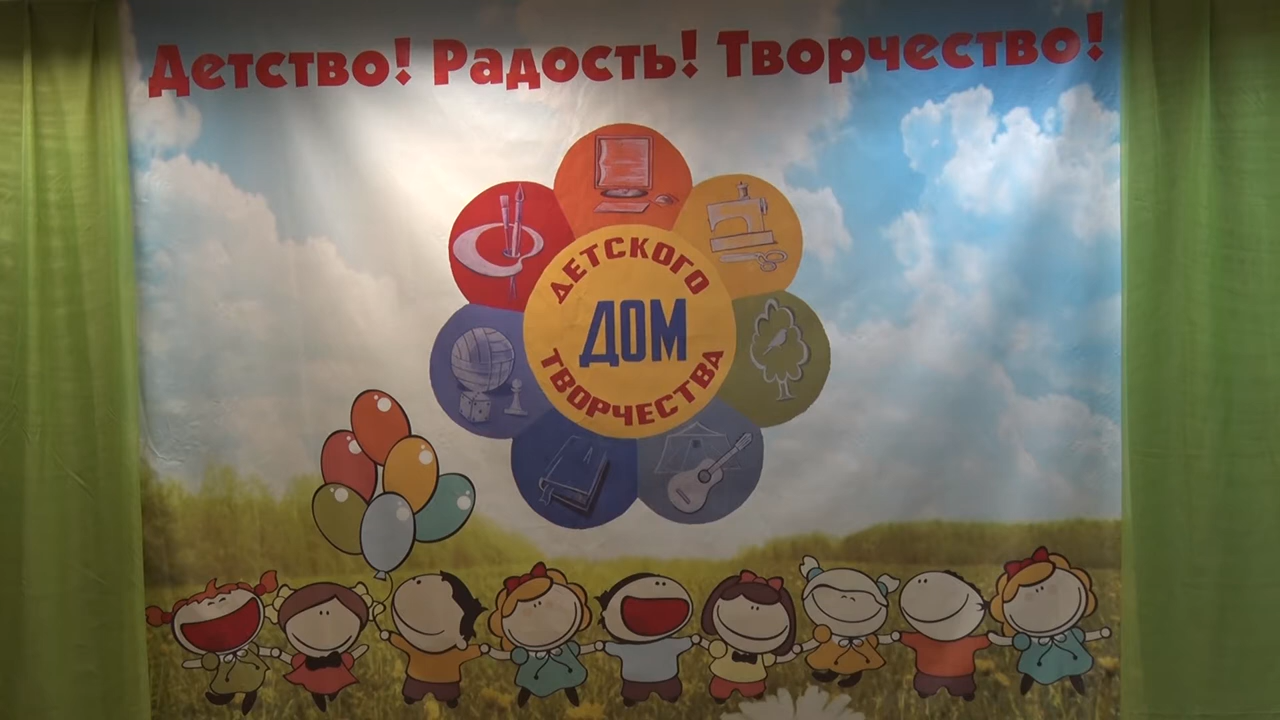 Детство! Радость! Творчество!
ДЕТСКОГО
ДОМ
ТВОРЧЕСТВА